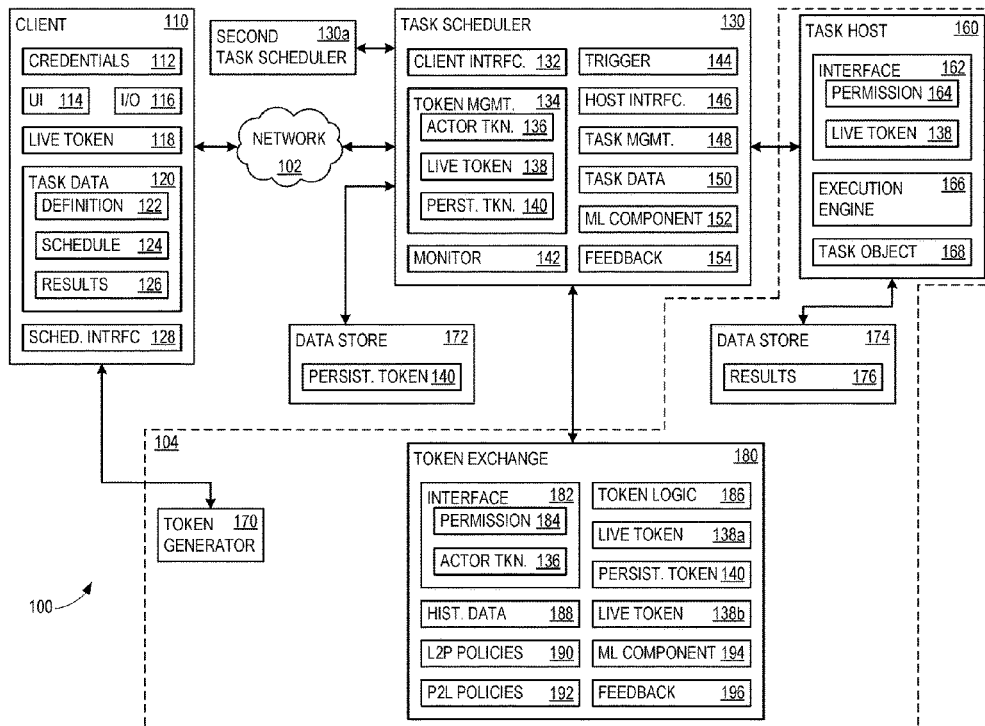 CLIENT 110
CREDENTIALS 112
UI 114
I/O 116
LIVE TOKEN 118
TASK DATA 120
DEFINITION 122
SCHEDULE 124
RESULTS 126
SCHED. INTRFC 128
SECOND 130a
TASK SCHEDULER
NETWORK
102
TASK SCHEDULER 130
CLIENT INTRFC. 132
TOKEN MGMT. 134
ACTOR TKN. 136
LIVE TOKEN 138
PERST. TKN. 140
MONITOR 142
TRIGGER 144
HOST INTRFC. 146
TASK MGMT. 148
TASK DATA 150
ML COMPONENT 152
FEEDBACK 154
TASK HOST 160
INTERFACE 162
PERMISSION 164
LIVE TOKEN 138
EXECUTION 166
ENGINE
TASK OBJECT 168
DATA STORE 172
PERSIST. TOKEN 140
DATA STORE 174
RESULTS 176
104
TOKEN 170
GENERATOR
100
TOKEN EXCHANGE 180
INTERFACE 182
PERMISSION 184
ACTOR TKN. 136
HIST. DATA 188
L2P POLICIES 190
P2L POLICIES 192
TOKEN LOGIC 186
LIVE TOKEN 138a
PERSIST. TOKEN 140
LIVE TOKEN 138b
ML COMPONENT 194
FEEDBACK 196